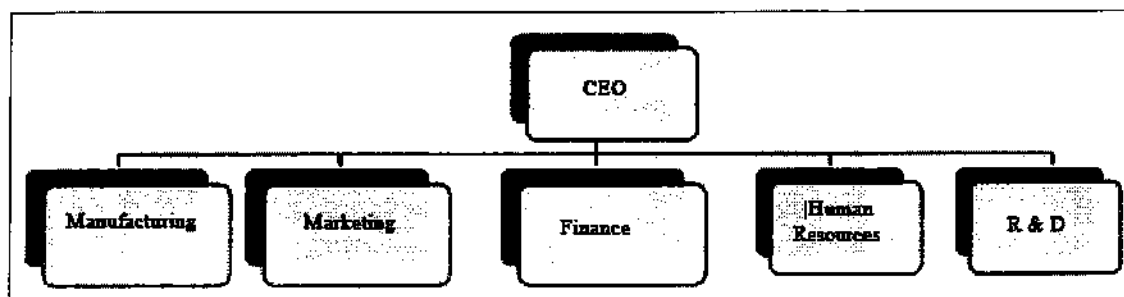 CEO
Manufacturing
Marketing
Finance
Human
Resources
R & D